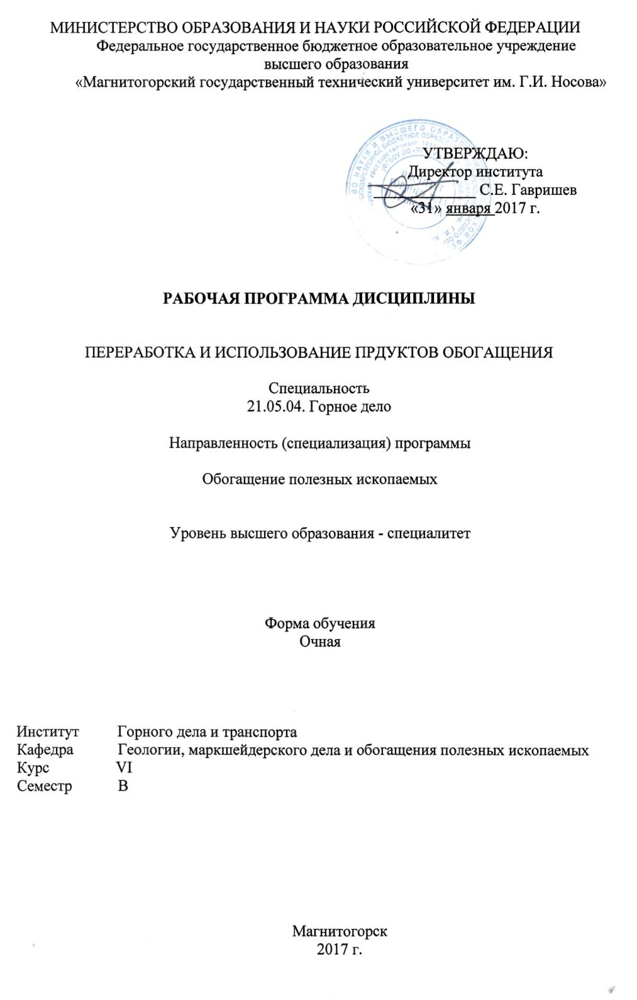 МИНИСТЕРСТВО ОБРАЗОВАНИЯ И НАУКИ РОССИЙСКОЙ ФЕДЕРАЦИИ
Федеральное государственное бюджетное образовательное учреждение
высшего образования
«Магнитогорский государственный технический университет им. Г.И. Носова»
УТВЕРЖДАЮ:
Директор института
С.Е. Гавришев
«31» января 2017 г.
РАБОЧАЯ ПРОГРАММА ДИСЦИПЛИНЫ
ПЕРЕРАБОТКА И ИСПОЛЬЗОВАНИЕ ПРДУКТОВ ОБОГАЩЕНИЯ
Специальность
21.05.04. Горное дело
Направленность (специализация) программы
Обогащение полезных ископаемых
Уровень высшего образования - специалитет
Форма обучения
Очная
Институт Горного дела и транспорта
Кафедра Геологии, маркшейдерского дела и обогащения полезных ископаемых
Курс VI
Семестр В
Магнитогорск
2017 г.